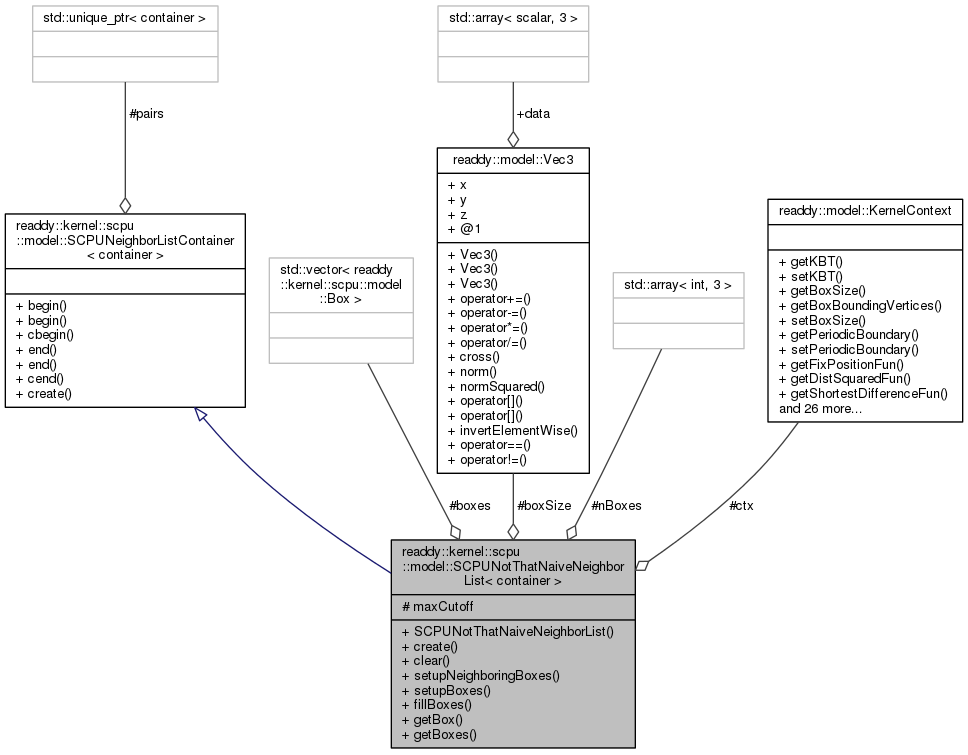 std::unique_ptr< container >
#pairs
readdy::kernel::scpu
::model::SCPUNeighborListContainer
< container >
+ begin()
+ begin()
+ cbegin()
+ end()
+ end()
+ cend()
+ create()
std::vector< readdy
::kernel::scpu::model
::Box >
#boxes
std::array< scalar, 3 >
+data
readdy::model::Vec3
+ x
+ y
+ z
+ @1
+ Vec3()
+ Vec3()
+ Vec3()
+ operator+=()
+ operator-=()
+ operator*=()
+ operator/=()
+ cross()
+ norm()
+ normSquared()
+ operator[]()
+ operator[]()
+ invertElementWise()
+ operator==()
+ operator!=()
#boxSize
std::array< int, 3 >
#nBoxes
readdy::model::KernelContext
+ getKBT()
+ setKBT()
+ getBoxSize()
+ getBoxBoundingVertices()
+ setBoxSize()
+ getPeriodicBoundary()
+ setPeriodicBoundary()
+ getFixPositionFun()
+ getDistSquaredFun()
+ getShortestDifferenceFun()
and 26 more...
#ctx
readdy::kernel::scpu
::model::SCPUNotThatNaiveNeighbor
List< container >
# maxCutoff
+ SCPUNotThatNaiveNeighborList()
+ create()
+ clear()
+ setupNeighboringBoxes()
+ setupBoxes()
+ fillBoxes()
+ getBox()
+ getBoxes()